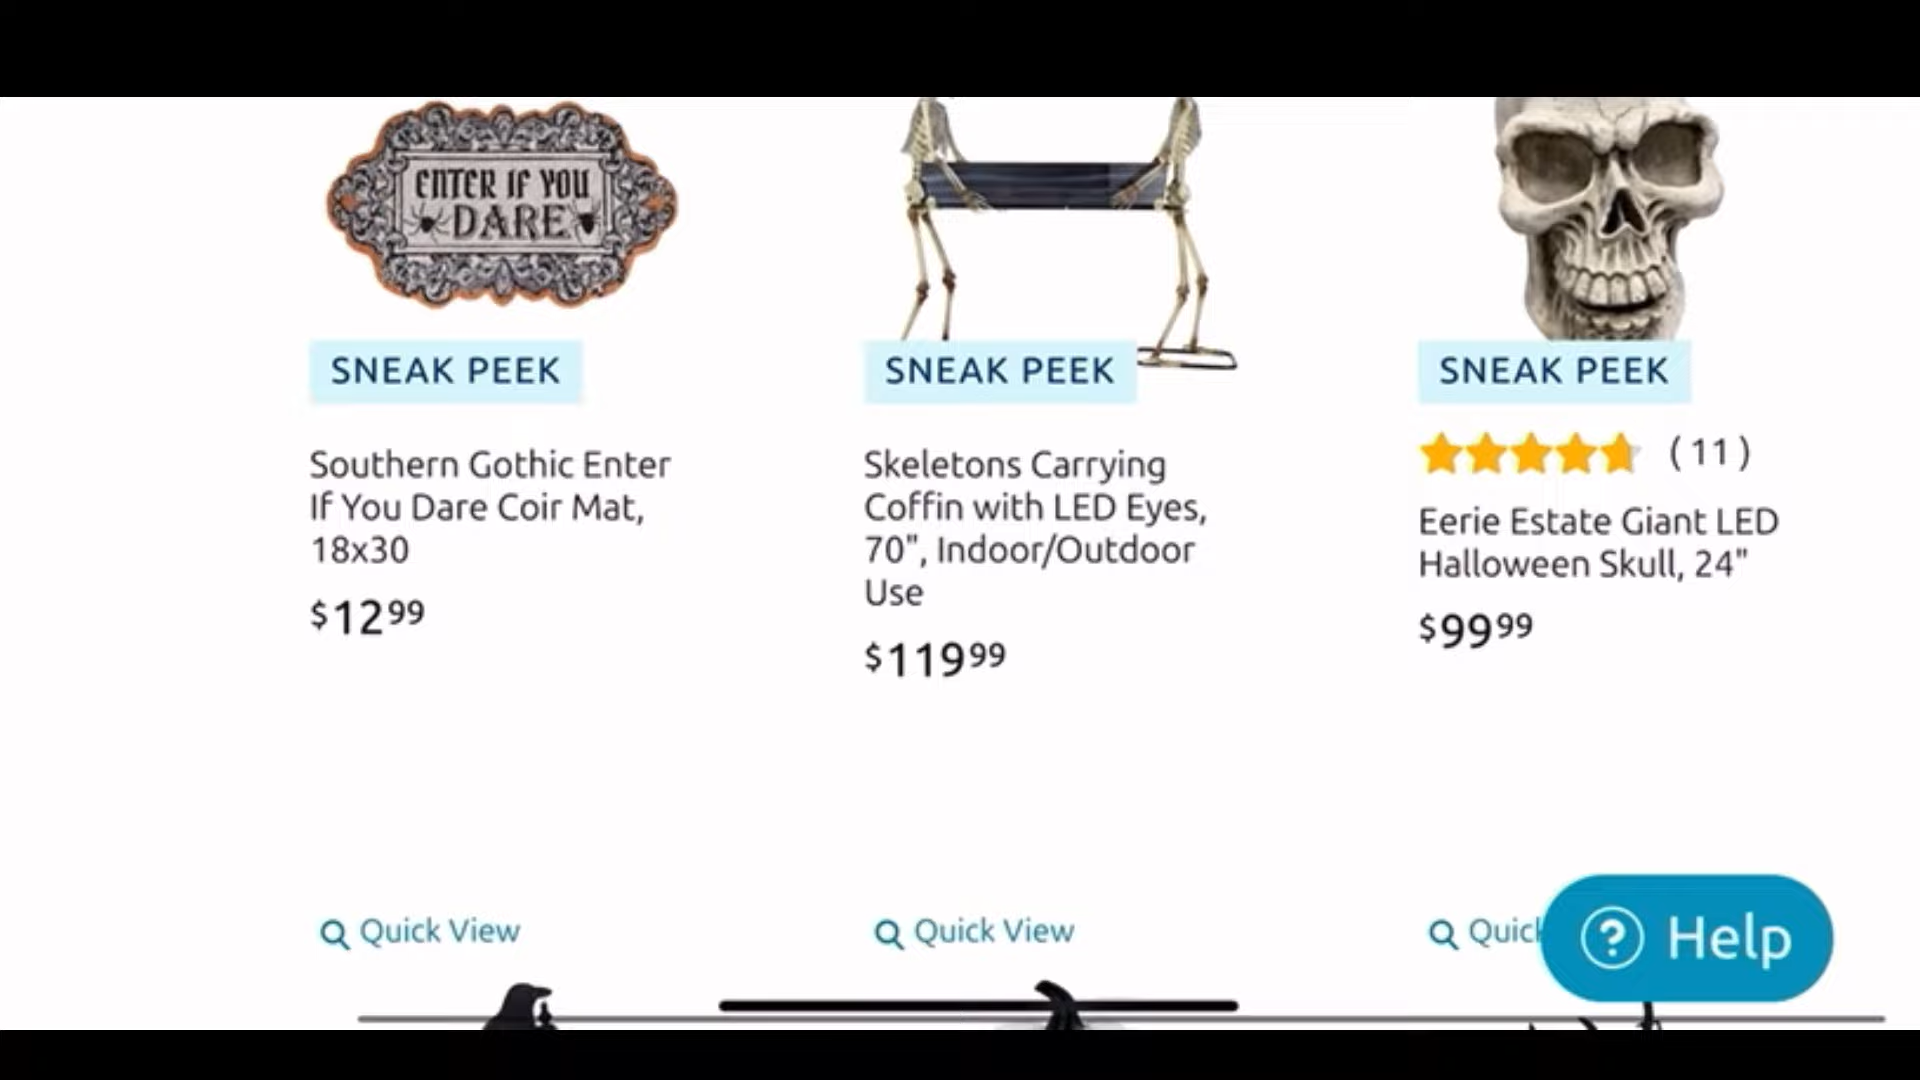 ENTER IF YOU
DARE
SNEAK PEEK
Southern Gothic Enter
If You Dare Coir Mat,
18x30
$12.99
Quick View
SNEAK PEEK
Skeletons Carrying
Coffin with LED Eyes,
70", Indoor/Outdoor
Use
$119.99
Quick View
SNEAK PEEK
(11)
Eerie Estate Giant LED
Halloween Skull, 24"
$99.99
Quick
Help